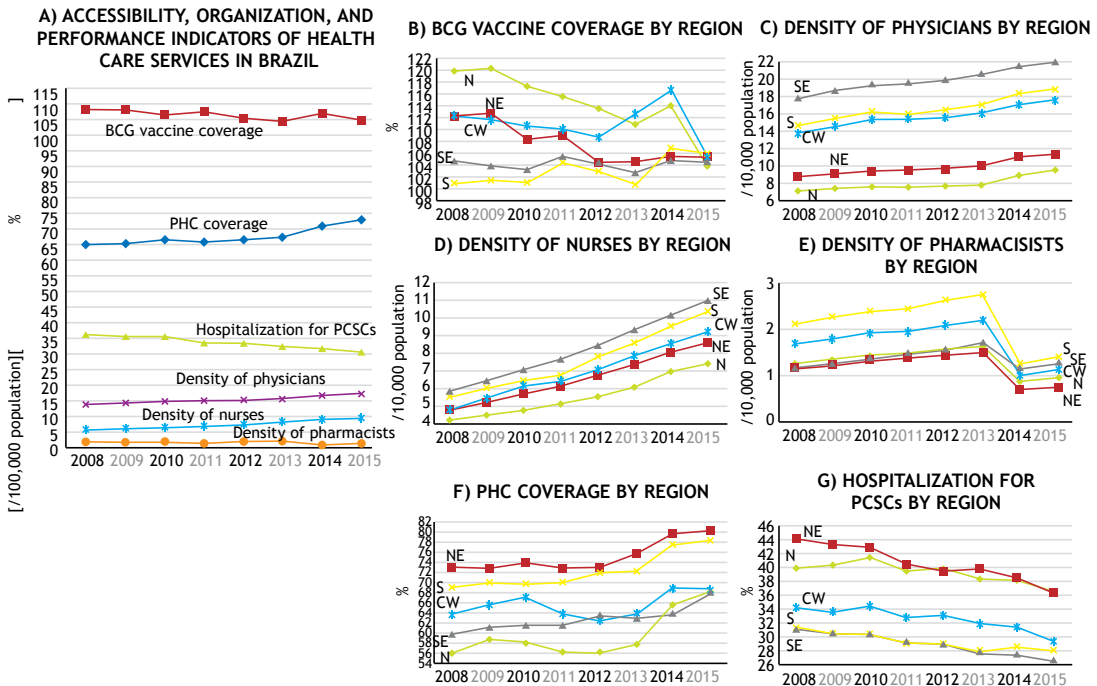 A) ACCESSIBILITY, ORGANIZATION, AND
PERFORMANCE INDICATORS OF HEALTH
CARE SERVICES IN BRAZIL
115
110
105
100
95
90
85
80
75
70
65
60
55
50
45
40
35
30
25
20
15
10
5
0
[/100,000 population][ % ]
BCG vaccine coverage
PHC coverage
Hospitalization for PCSCs
Density of physicians
Density of nurses
Density of pharmacists
2008 2009 2010 2011 2012 2013 2014 2015
B) BCG VACCINE COVERAGE BY REGION
122
120
118
116
114
112
110
108
106
104
102
100
98
%
N
NE
CW
SE
S
2008 2009 2010 2011 2012 2013 2014 2015
C) DENSITY OF PHYSICIANS BY REGION
22
20
18
16
14
12
10
8
6
/10,000 population
SE
S
CW
NE
N
2008 2009 2010 2011 2012 2013 2014 2015
D) DENSITY OF NURSES BY REGION
12
11
10
9
8
7
6
5
4
/10,000 population
SE
S
CW
NE
N
2008 2009 2010 2011 2012 2013 2014 2015
E) DENSITY OF PHARMACISISTS
BY REGION
3
2
1
0
/10,000 population
S
SE
CW
N
NE
2008 2009 2010 2011 2012 2013 2014 2015
F) PHC COVERAGE BY REGION
82
80
78
76
74
72
70
68
66
64
62
60
58
56
54
%
NE
S
CW
SE
N
2008 2009 2010 2011 2012 2013 2014 2015
G) HOSPITALIZATION FOR
PCSCs BY REGION
46
44
42
40
38
36
34
32
30
28
26
%
NE
N
CW
S
SE
2008 2009 2010 2011 2012 2013 2014 2015